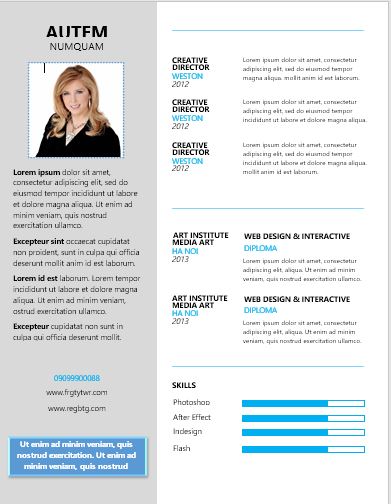 AUTEM
NUMQUAM
Lorem ipsum dolor sit amet,
consectetur adipiscing elit, sed do
eiusmod tempor incididunt ut labore
et dolore magna aliqua. Ut enim ad
minim veniam, quis nostrud
exercitation ullamco.
Excepteur sint occaecat cupidatat
non proident, sunt in culpa qui officia
deserunt mollit anim id est laborum.
Lorem id est laborum. Lorem tempor
incididunt ut labore et dolore magna
aliqua. Ut enim ad minim veniam, quis
ostrud exercitation ullamco.
Excepteur cupidatat non sunt in
culpa qui officia deserunt mollit.
09099900088
www.frgtytwr.com
www.regbtg.com
Ut enim ad minim veniam, quis
nostrud exercitation. Ut enim ad
minim veniam, quis nostrud
CREATIVE
DIRECTOR
WESTON
2012
Lorem ipsum dolor sit amet, consectetur
adipiscing elit, sed do eiusmod tempor
magna aliqua. mollit anim id est laborum.
CREATIVE
DIRECTOR
WESTON
2012
Lorem ipsum dolor sit amet, consectetur
adipiscing elit, sed do eiusmod tempor
incididunt ut labore et dolore magna aliqua.
mollit anim id est laborum.
CREATIVE
DIRECTOR
WESTON
2012
Lorem ipsum dolor sit amet, consectetur
adipiscing elit, sed do eiusmod tempor
incididunt ut labore et dolore magna aliqua.
mollit anim id est laborum.
ART INSTITUTE
MEDIA ART
HA NOI
2013
WEB DESIGN & INTERACTIVE
DIPLOMA
Lorem ipsum dolor sit amet, consectetur
adipiscing elit, sed do eiusmod tempor
incididunt ut labore et dolore magna
aliqua. Ut enim ad minim veniam, quis
nostrud exercitation ullamco.
ART INSTITUTE
MEDIA ART
HA NOI
2013
WEB DESIGN & INTERACTIVE
DIPLOMA
Lorem ipsum dolor sit amet, consectetur
adipiscing elit, sed do eiusmod tempor
incididunt ut labore et dolore magna
aliqua. Ut enim ad minim veniam, quis
nostrud exercitation ullamco.
SKILLS
Photoshoo
After Effect
Indesign
Flash